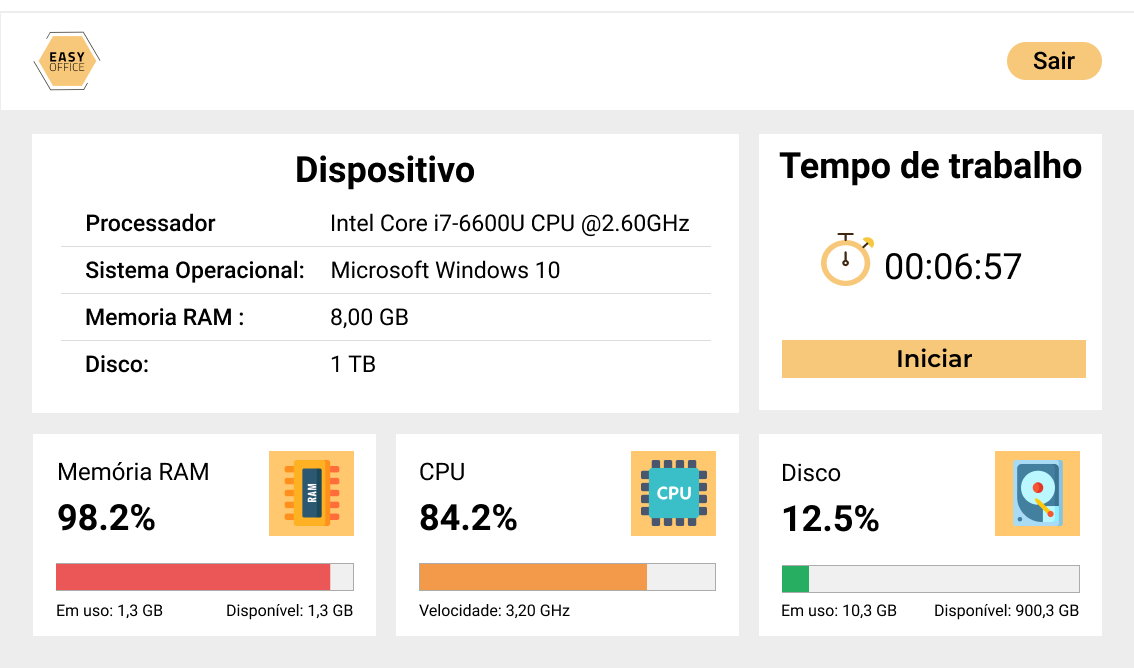 EASY
OFFICE
Sair
Dispositivo
Processador Intel Core i7-6600U CPU @2.60GHz
Sistema Operacional: Microsoft Windows 10
Memoria RAM : 8,00 GB
Disco: 1 TB
Tempo de trabalho
00:06:57
Iniciar
Memória RAM
98.2%
RAM
Em uso: 1,3 GB Disponível: 1,3 GB
CPU
84.2%
CPU
Velocidade: 3,20 GHz
Disco
12.5%
Em uso: 10,3 GB Disponível: 900,3 GB